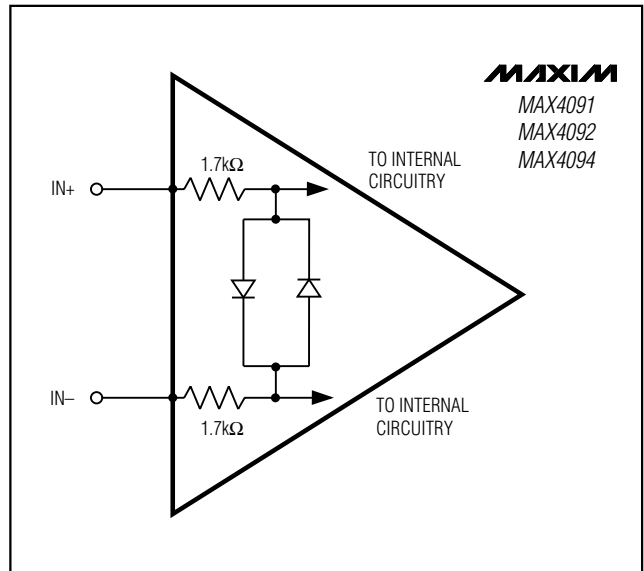 MAXIM
MAX4091
MAX4092
MAX4094
TO INTERNAL
CIRCUITRY
1.7kΩ
IN+
IN–
1.7kΩ
TO INTERNAL
CIRCUITRY